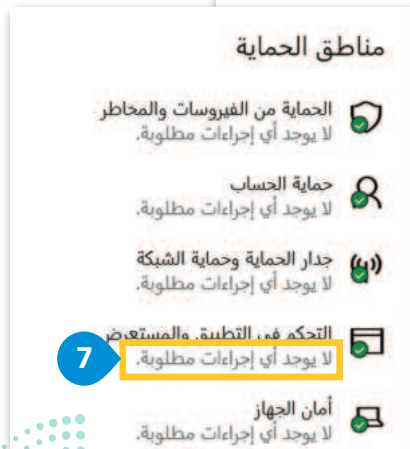 مناطق الحماية
الحماية من الفيروسات والمخاطر
لا يوجد أي إجراءات مطلوبة.
حماية الحساب
لا يوجد أي إجراءات مطلوبة.
جدار الحماية وحماية الشبكة
لا يوجد أي إجراءات مطلوبة.
التحكم في التطبيق والمستعرض
7
لا يوجد أي إجراءات مطلوبة.
أمان الجهاز
لا يوجد أي إجراءات مطلوبة.